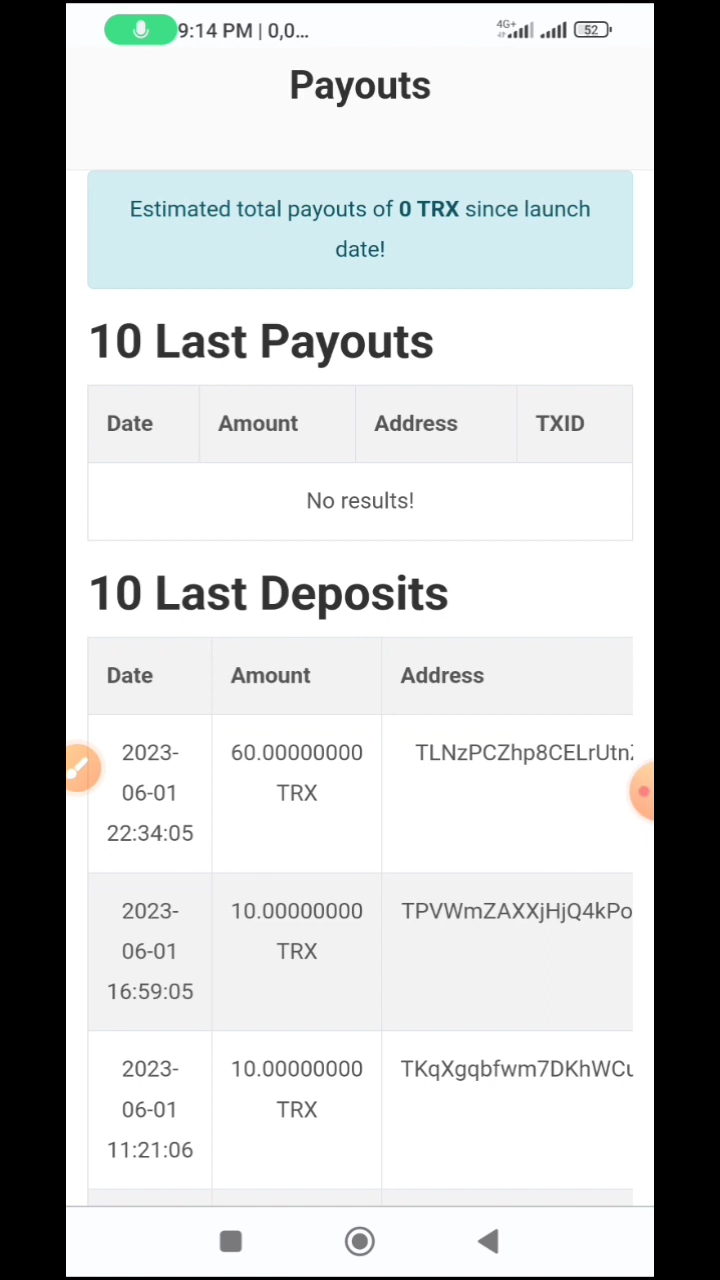 9:14 PM | 0,0...
4G+
52
Payouts
Estimated total payouts of 0 TRX since launch
date!
10 Last Payouts
Date Amount Address TXID
No results!
10 Last Deposits
Date Amount Address
2023-
06-01
22:34:05
60.00000000
TRX
TLNzPCZhp8CELrUtn
2023-
06-01
16:59:05
10.00000000
TRX
TPVWmZAXXjHjQ4kPo
2023-
06-01
11:21:06
10.00000000
TRX
TKqXgqbfwm7DKhWCu